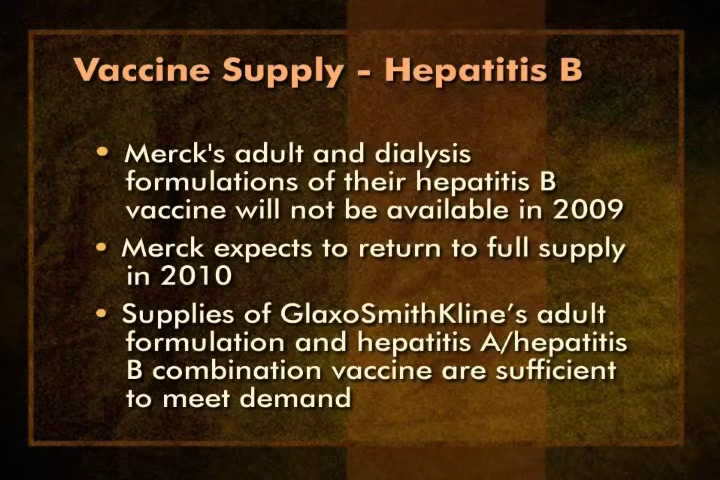 Vaccine Supply - Hepatitis B
• Merck's adult and dialysis
formulations of their hepatitis B
vaccine will not be available in 2009
• Merck expects to return to full supply
in 2010
• Supplies of GlaxoSmithKline’s adult
formulation and hepatitis A/hepatitis
B combination vaccine are sufficient
to meet demand